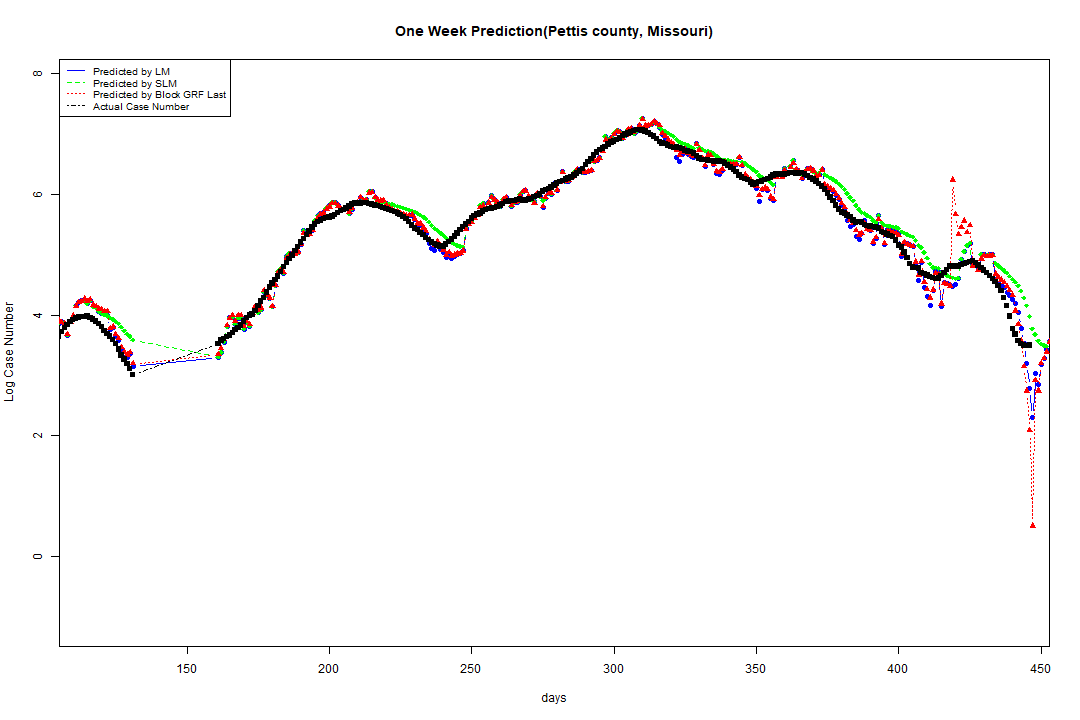 One Week Prediction(Pettis county, Missouri)
Predicted by LM
Predicted by SLM
Predicted by Block GRF Last
Actual Case Number
8
6
4
2
0
Log Case Number
150 200 250 300 350 400 450
days